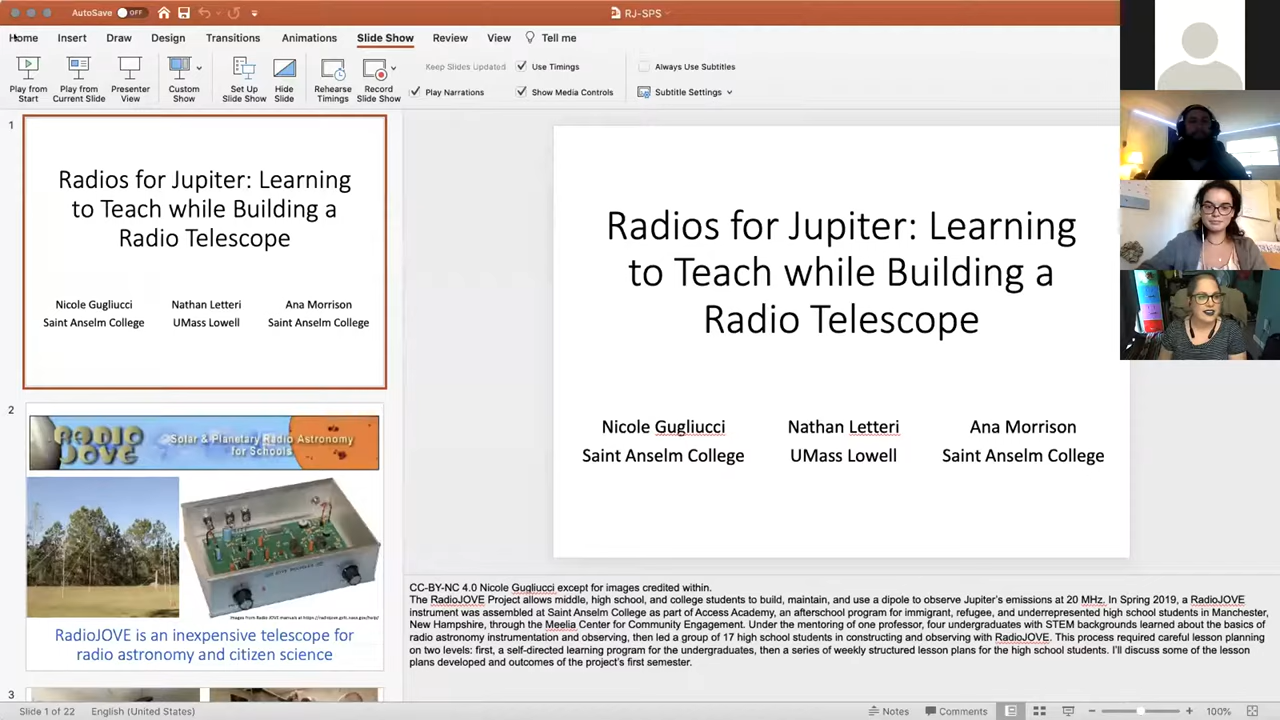 AutoSave OFF
RJ-SPS
Home Insert Draw Design Transitions Animations Slide Show Review View Tell me
Play from Start
Play from Current Slide
Presenter View
Custom Show
Set Up Slide Show
Hide Slide
Rehearse Timings
Record Slide Show
Keep Slides Updated
Use Timings
Play Narrations
Show Media Controls
Always Use Subtitles
Subtitle Settings
1
Radios for Jupiter: Learning
to Teach while Building a
Radio Telescope
Nicole Gugliucci Nathan Letteri Ana Morrison
Saint Anselm College UMass Lowell Saint Anselm College
2
RADIO JOVE
Solar & Planetary Radio Astronomy
for Schools
RadioJOVE is an inexpensive telescope for
radio astronomy and citizen science
3
Radios for Jupiter: Learning
to Teach while Building a
Radio Telescope
Nicole Gugliucci Nathan Letteri Ana Morrison
Saint Anselm College UMass Lowell Saint Anselm College
CC-BY-NC 4.0 Nicole Gugliucci except for images credited within.
The RadioJOVE Project allows middle, high school, and college students to build, maintain, and use a dipole to observe Jupiter's emissions at 20 MHz. In Spring 2019, a RadioJOVE
instrument was assembled at Saint Anselm College as part of Access Academy, an afterschool program for immigrant, refugee, and underrepresented high school students in Manchester,
New Hampshire, through the Meelia Center for Community Engagement. Under the mentoring of one professor, four undergraduates with STEM backgrounds learned about the basics of
radio astronomy instrumentation and observing, then led a group of 17 high school students in constructing and observing with RadioJOVE. This process required careful lesson planning
on two levels: first, a self-directed learning program for the undergraduates, then a series of weekly structured lesson plans for the high school students. I'll discuss some of the lesson
plans developed and outcomes of the project's first semester.
Slide 1 of 22 English (United States) Notes Comments 100%